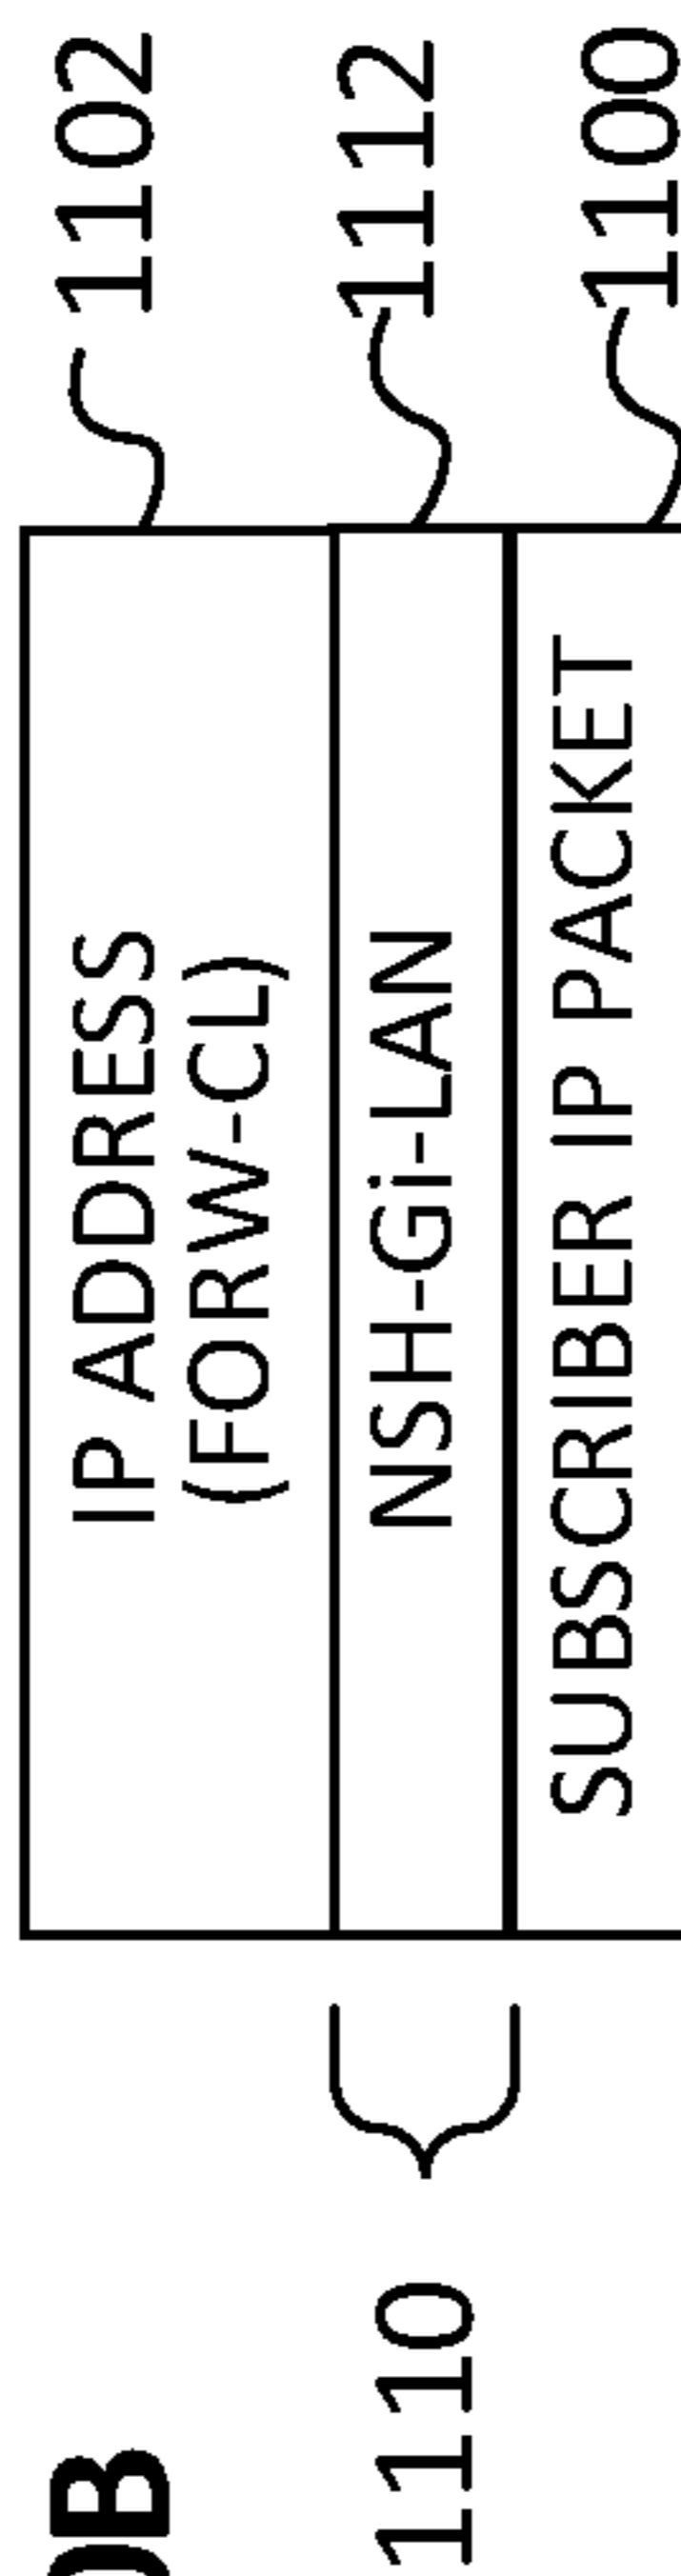 IP ADDRESS
(FORW-CL)
1102
NSH-Gi-LAN
1112
1110
SUBSCRIBER IP PACKET
1100